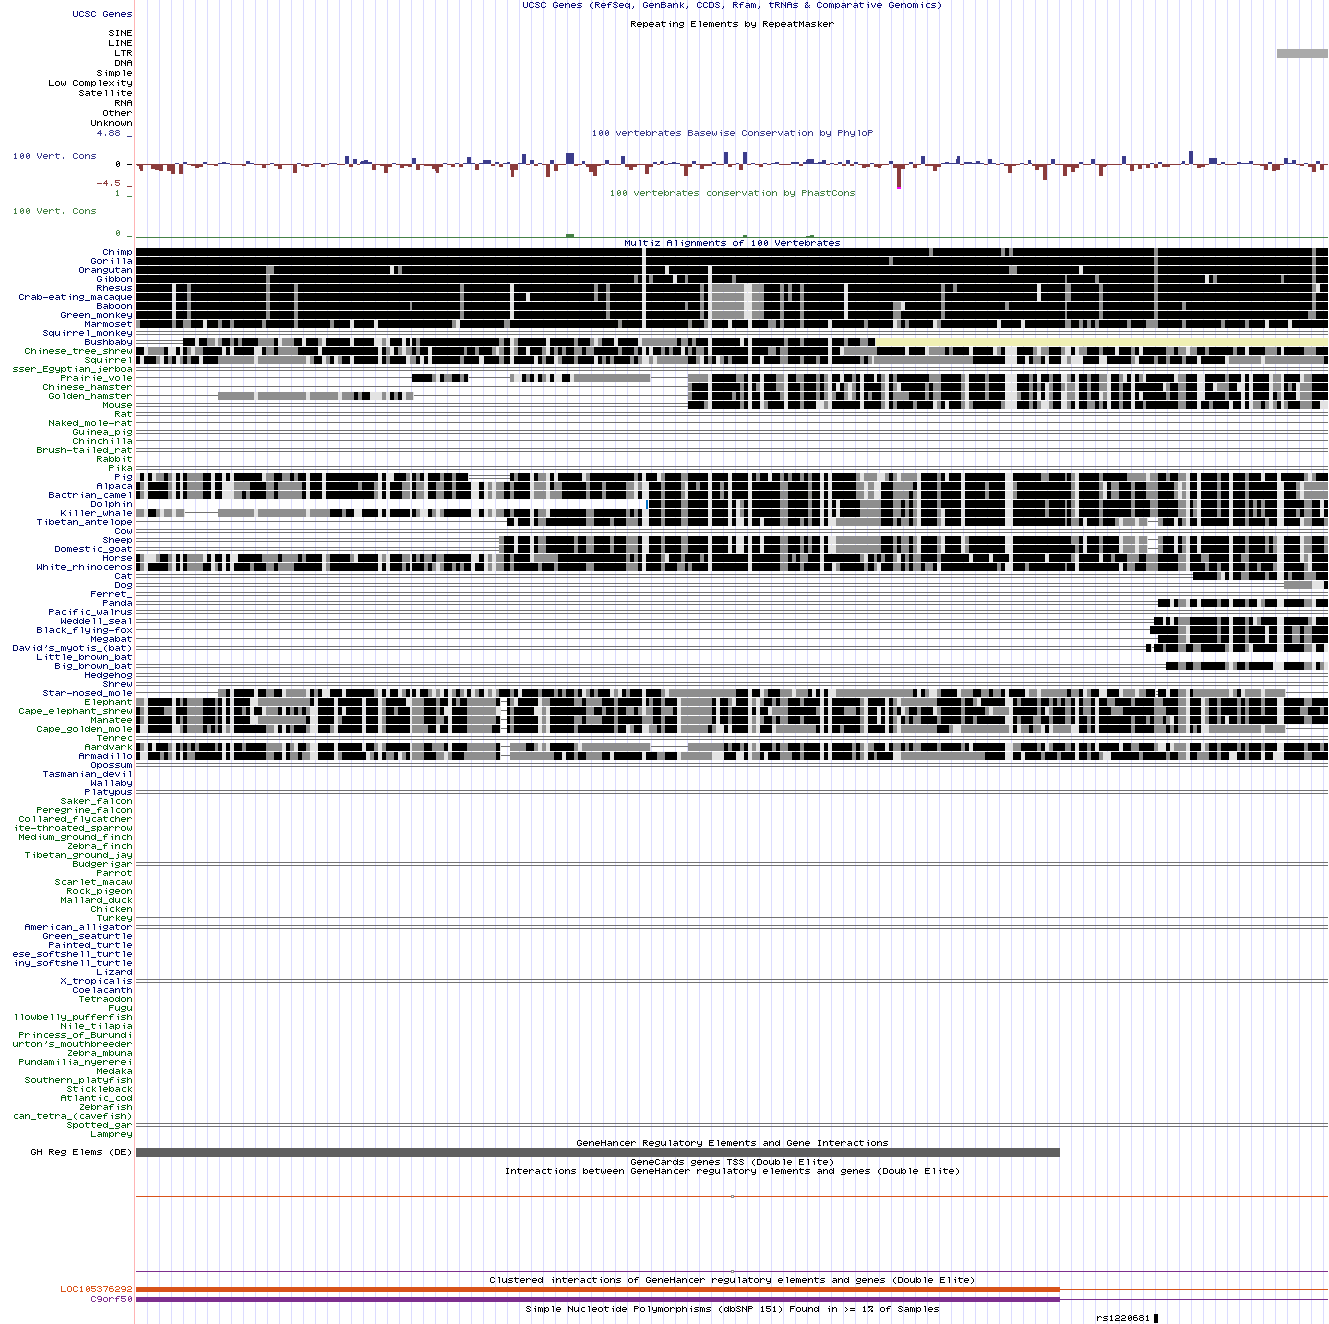 UCSC Genes (RefSeq, GenBank, CCDS, Rfam, tRNAs & Comparative Genomics)
UCSC Genes
Repeating Elements by RepeatMasker
SINE
LINE
LTR
DNA
Simple
Low Complexity
Satellite
RNA
Other
Unknown
4.88 _
100 vertebrates Basewise Conservation by PhyloP
100 Vert. Cons
0 -
-4.5 _
100 vertebrates conservation by PhastCons
1 _
100 Vert. Cons
0 _
Multiz Alignments of 100 Vertebrates
Chimp
Gorilla
Orangutan
Gibbon
Rhesus
Crab-eating_macaque
Baboon
Green_monkey
Marmoset
Squirrel_monkey
Bushbaby
Chinese_tree_shrew
Squirrel
sser_Egyptian_jerboa
Prairie_vole
Chinese_hamster
Golden_hamster
Mouse
Rat
Naked_mole-rat
Guinea_pig
Chinchilla
Brush-tailed_rat
Rabbit
Pika
Pig
Alpaca
Bactrian_camel
Dolphin
Killer_whale
Tibetan_antelope
Cow
Sheep
Domestic_goat
Horse
White_rhinoceros
Cat
Dog
Ferret_
Panda
Pacific_walrus
Weddell_seal
Black_flying-fox
Megabat
David's_myotis_(bat)
Little_brown_bat
Big_brown_bat
Hedgehog
Shrew
Star-nosed_mole
Elephant
Cape_elephant_shrew
Manatee
Cape_golden_mole
Tenrec
Aardvark
Armadillo
Opossum
Tasmanian_devil
Wallaby
Platypus
Saker_falcon
Peregrine_falcon
Collared_flycatcher
ite-throated_sparrow
Medium_ground_finch
Zebra_finch
Tibetan_ground_jay
Budgerigar
Parrot
Scarlet_macaw
Rock_pigeon
Mallard_duck
Chicken
Turkey
American_alligator
Green_seaturtle
Painted_turtle
ese_softshell_turtle
iny_softshell_turtle
Lizard
X_tropicalis
Coelacanth
Tetraodon
Fugu
llowbelly_pufferfish
Nile_tilapia
Princess_of_Burundi
urton's_mouthbreeder
Zebra_mbuna
Pundamilia_nyererei
Medaka
Southern_platyfish
Stickleback
Atlantic_cod
Zebrafish
can_tetra_(cavefish)
Spotted_gar
Lamprey
GeneHancer Regulatory Elements and Gene Interactions
GH Reg Elems (DE)
GeneCards genes TSS (Double Elite)
Interactions between GeneHancer regulatory elements and genes (Double Elite)
Clustered interactions of GeneHancer regulatory elements and genes (Double Elite)
LOC105376292
C9orf50
Simple Nucleotide Polymorphisms (dbSNP 151) Found in >= 1% of Samples
rs1220681